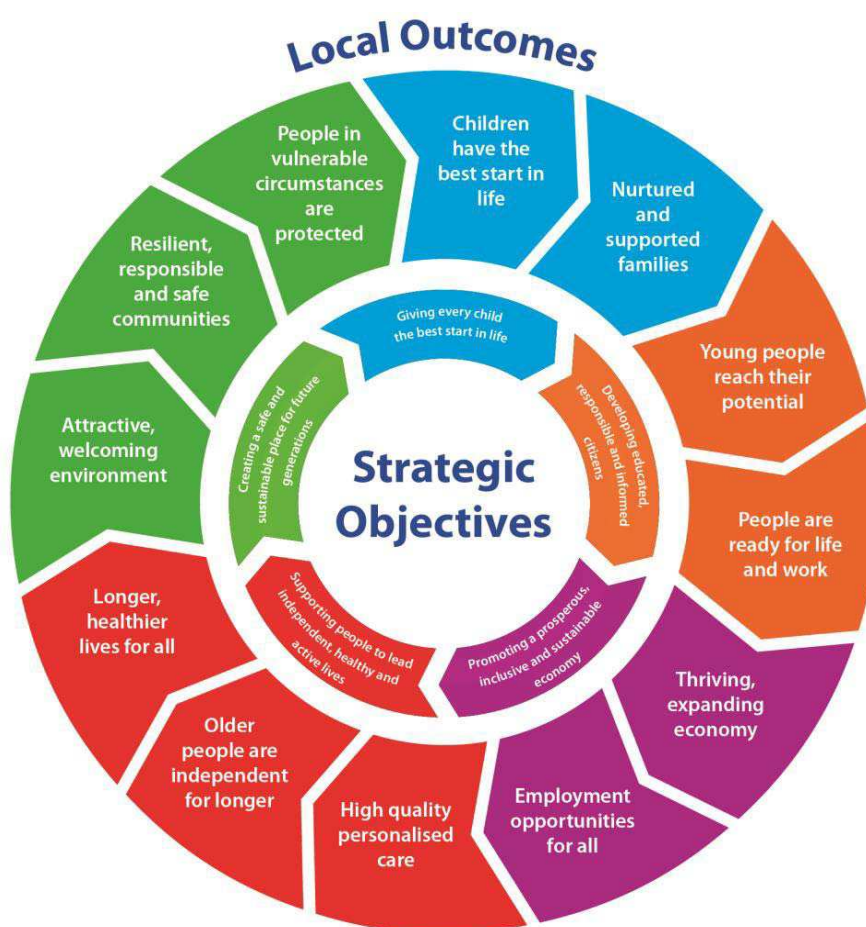 Local Outcomes
Children
have the
best start in
life
Nurtured
and
supported
families
Young people
reach their
potential
People are
ready for life
and work
Thriving,
expanding
economy
Employment
opportunities
for all
High quality
personalised
care
Older
people are
independent
for longer
Longer,
healthier
lives for all
Attractive,
welcoming
environment
Resilient,
responsible
and safe
communities
People in
vulnerable
circumstances
are
protected
Giving every child
the best start in life
Developing educated,
responsible and informed
citizens
Promoting a prosperous,
inclusive and sustainable
economy
Supporting people to lead
independent, healthy and
active lives
Creating a safe and
sustainable place for future
generations
Strategic
Objectives